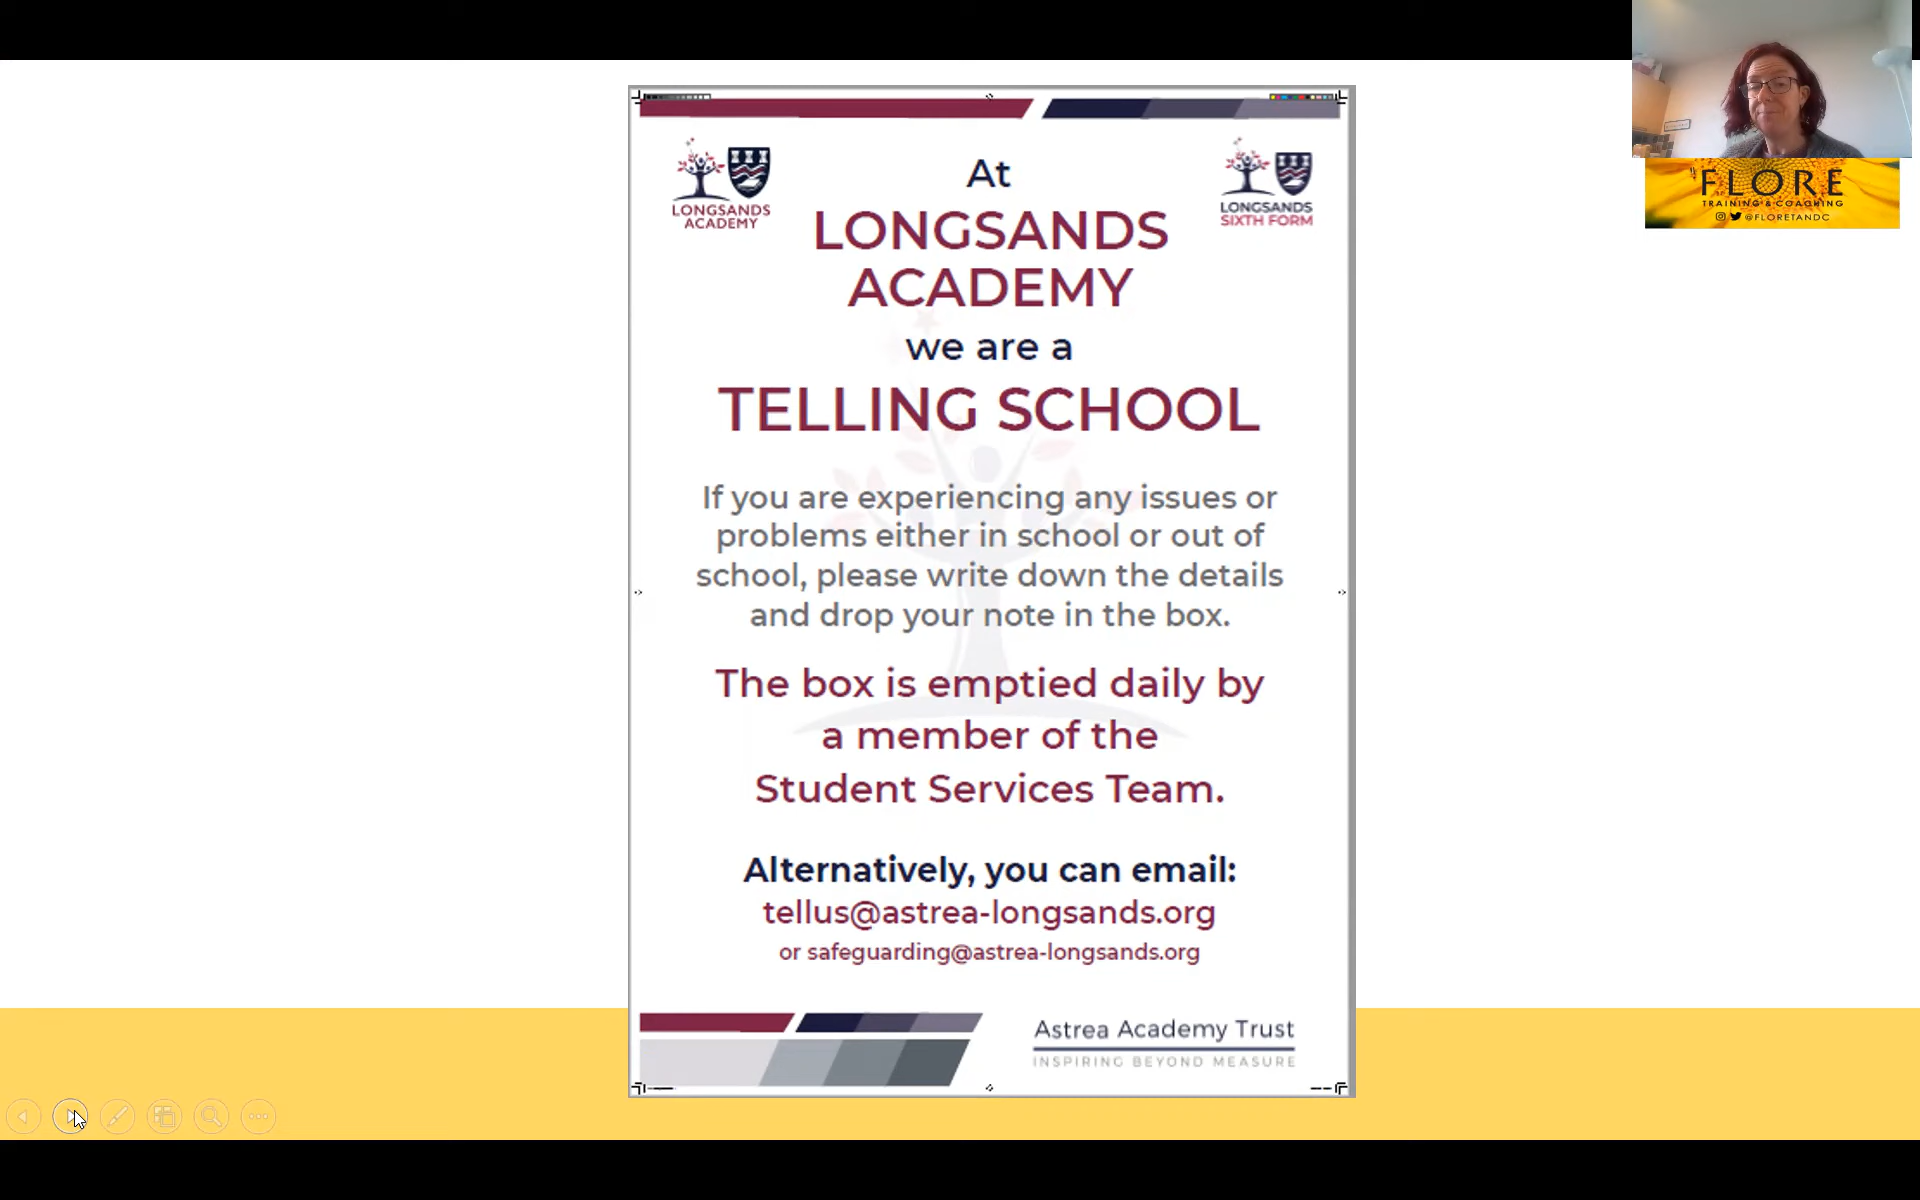 LONGSANDS
ACADEMY
LONGSANDS
SIXTH FORM
At
LONGSANDS
ACADEMY
we are a
TELLING SCHOOL
If you are experiencing any issues or
problems either in school or out of
school, please write down the details
and drop your note in the box.
The box is emptied daily by
a member of the
Student Services Team.
Alternatively, you can email:
tellus@astrea-longsands.org
or safeguarding@astrea-longsands.org
Astrea Academy Trust
INSPIRING BEYOND MEASURE
FLORE
TRAINING & COACHING
@FLORETANDC